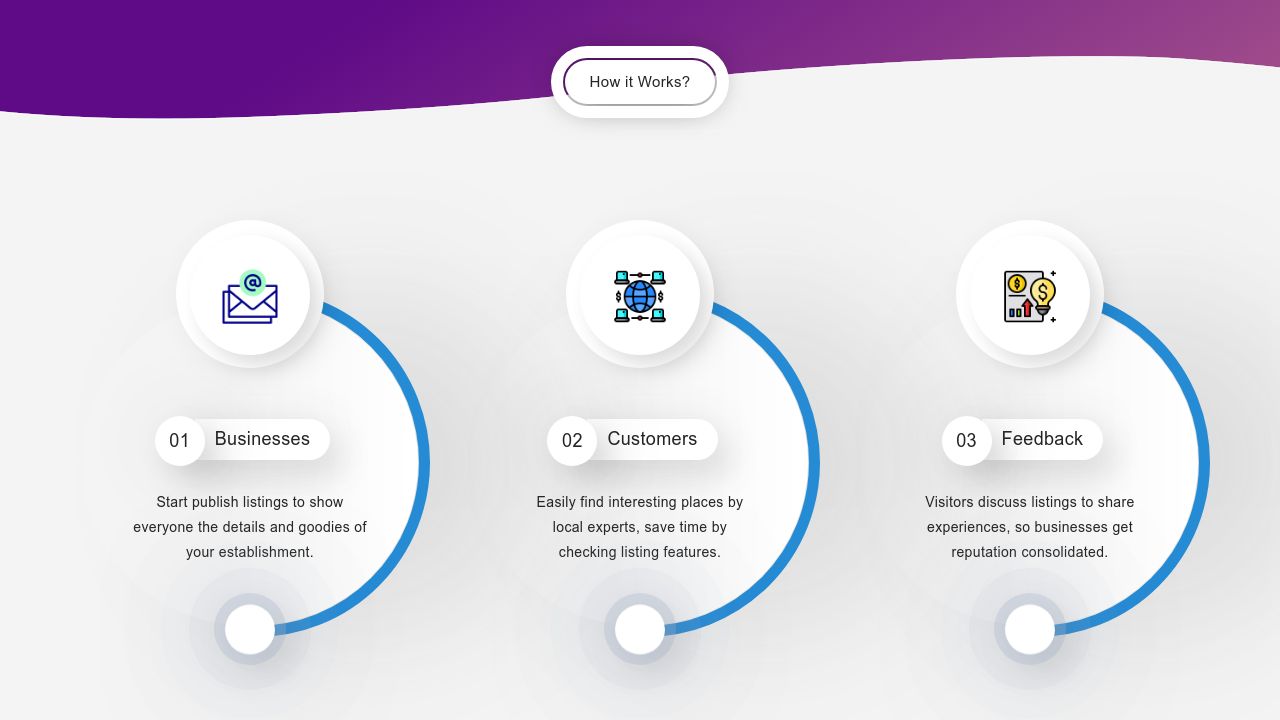 How it Works?
01 Businesses
Start publish listings to show
everyone the details and goodies of
your establishment.
02 Customers
Easily find interesting places by
local experts, save time by
checking listing features.
03 Feedback
Visitors discuss listings to share
experiences, so businesses get
reputation consolidated.